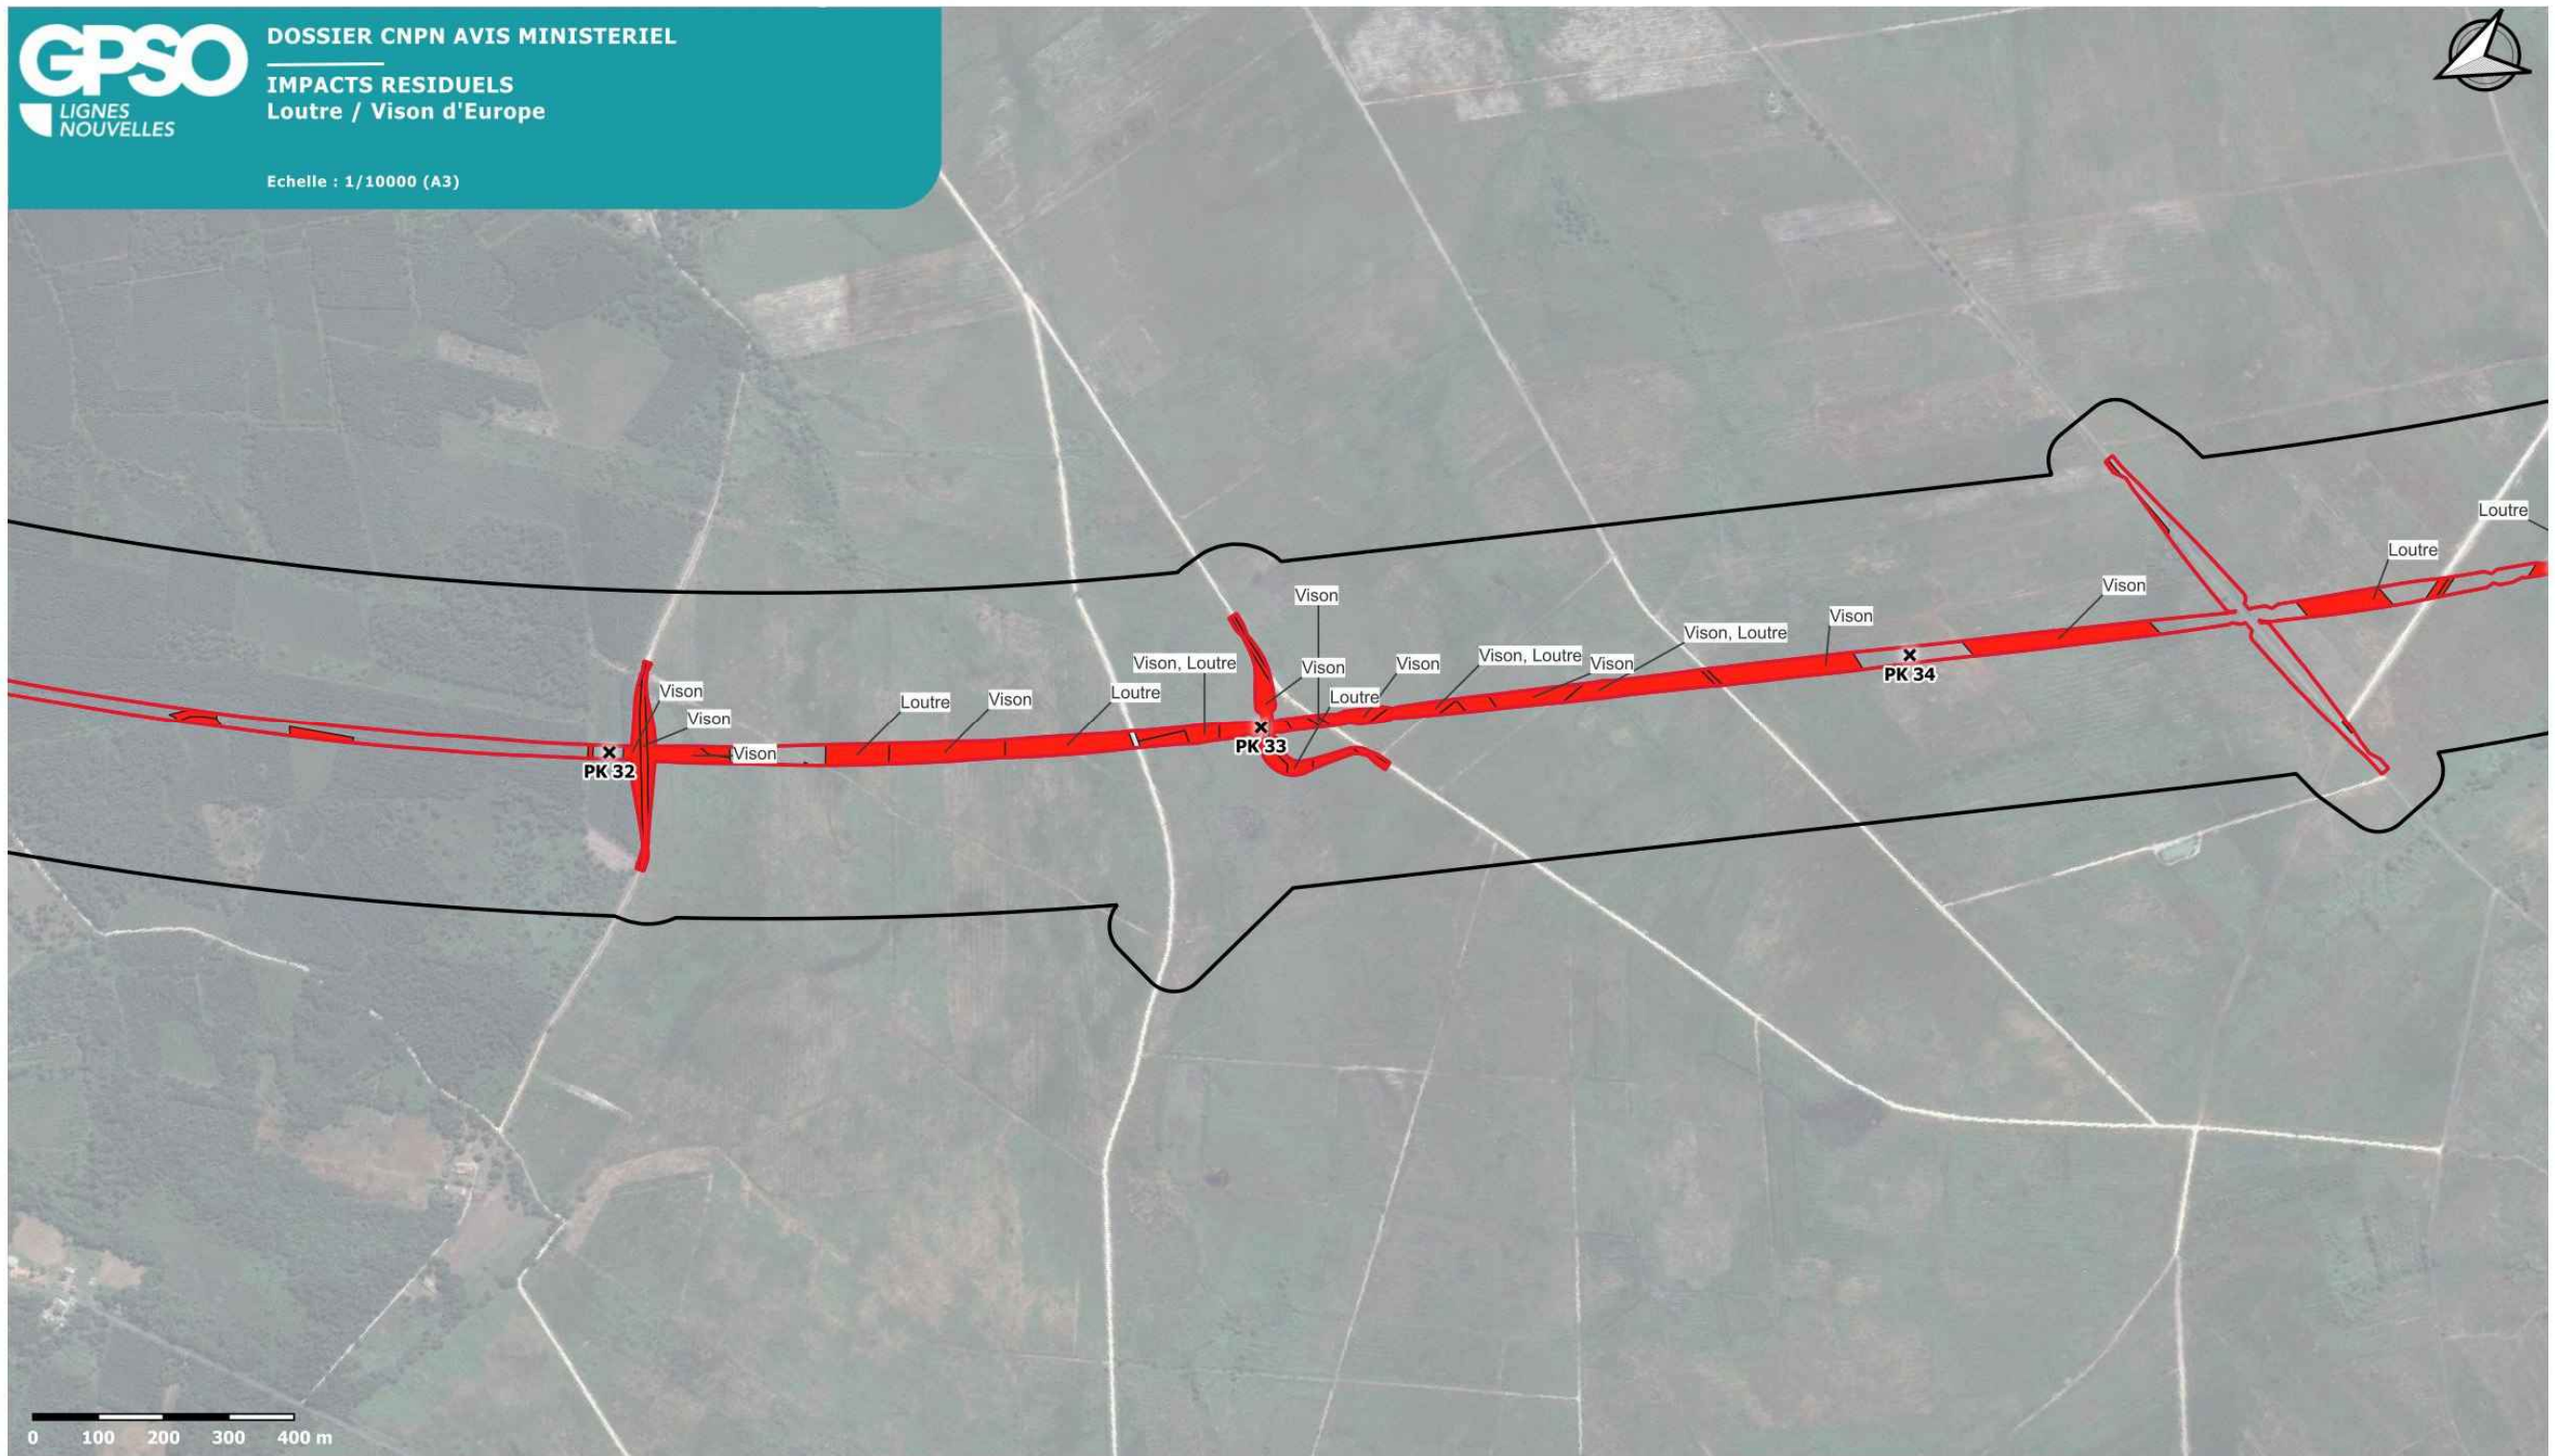 GPSO
LIGNES
NOUVELLES
DOSSIER CNPN AVIS MINISTERIEL
IMPACTS RESIDUELS
Loutre / Vison d'Europe
Echelle : 1/10000 (A3)
Loutre
Loutre
Vison
Vison
Vison
Vison, Loutre
Vison
PK 34
Vison, Loutre
Vison
Vison
Vison, Loutre
Vison
Loutre
PK 33
Loutre
Vison
Loutre
Vison
Vison
Vison
PK 32
0 100 200 300 400 m